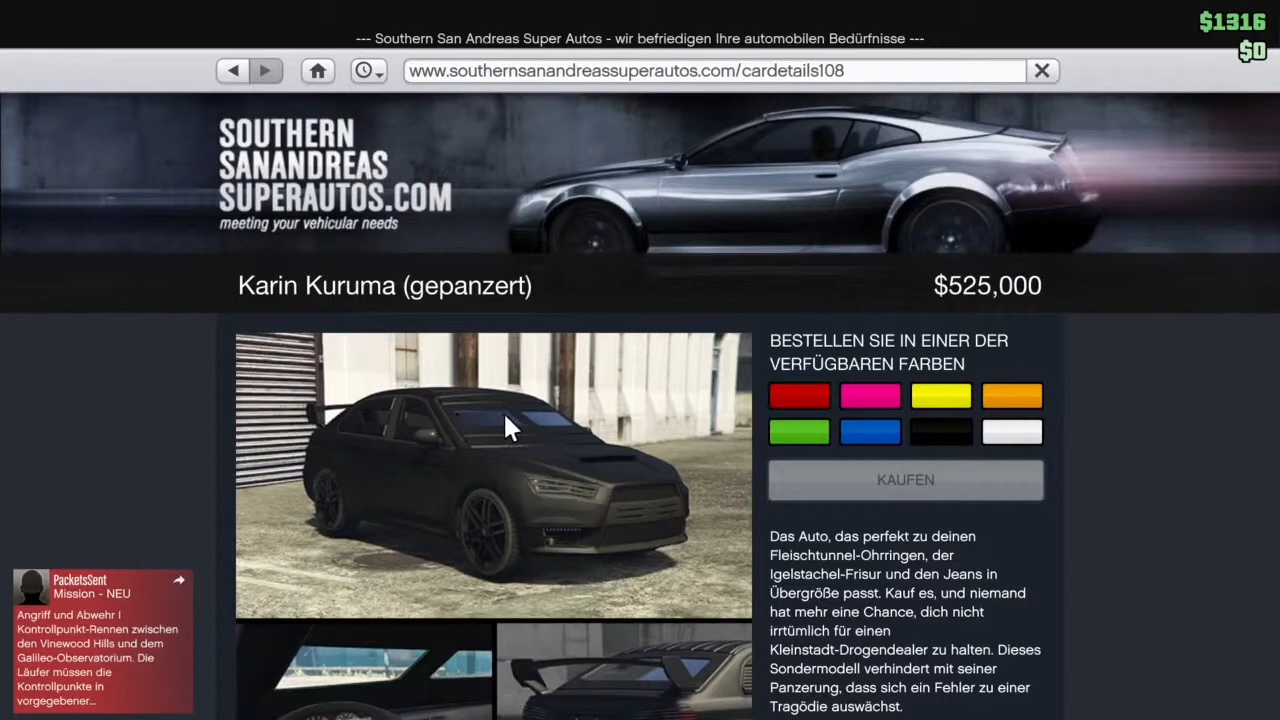 $1316
--- Southern San Andreas Super Autos - wir befriedigen Ihre automobilen Bedürfnisse ---
$0
www.southernsanandreassuperautos.com/cardetails108
SOUTHERN
SANANDREAS
SUPERAUTOS.COM
meeting your vehicular needs
Karin Kuruma (gepanzert)
$525,000
BESTELLEN SIE IN EINER DER
VERFÜGBAREN FARBEN
KAUFEN
Das Auto, das perfekt zu deinen
Fleischtunnel-Ohrringen, der
Igelstachel-Frisur und den Jeans in
Übergröße passt. Kauf es, und niemand
hat mehr eine Chance, dich nicht
irrtümlich für einen
Kleinstadt-Drogendealer zu halten. Dieses
Sondermodell verhindert mit seiner
Panzerung, dass sich ein Fehler zu einer
Tragödie auswächst.
PacketsSent
Mission - NEU
Angriff und Abwehr I
Kontrollpunkt-Rennen zwischen
den Vinewood Hills und dem
Galileo-Observatorium. Die
Läufer müssen die
Kontrollpunkte in
vorgegebener...